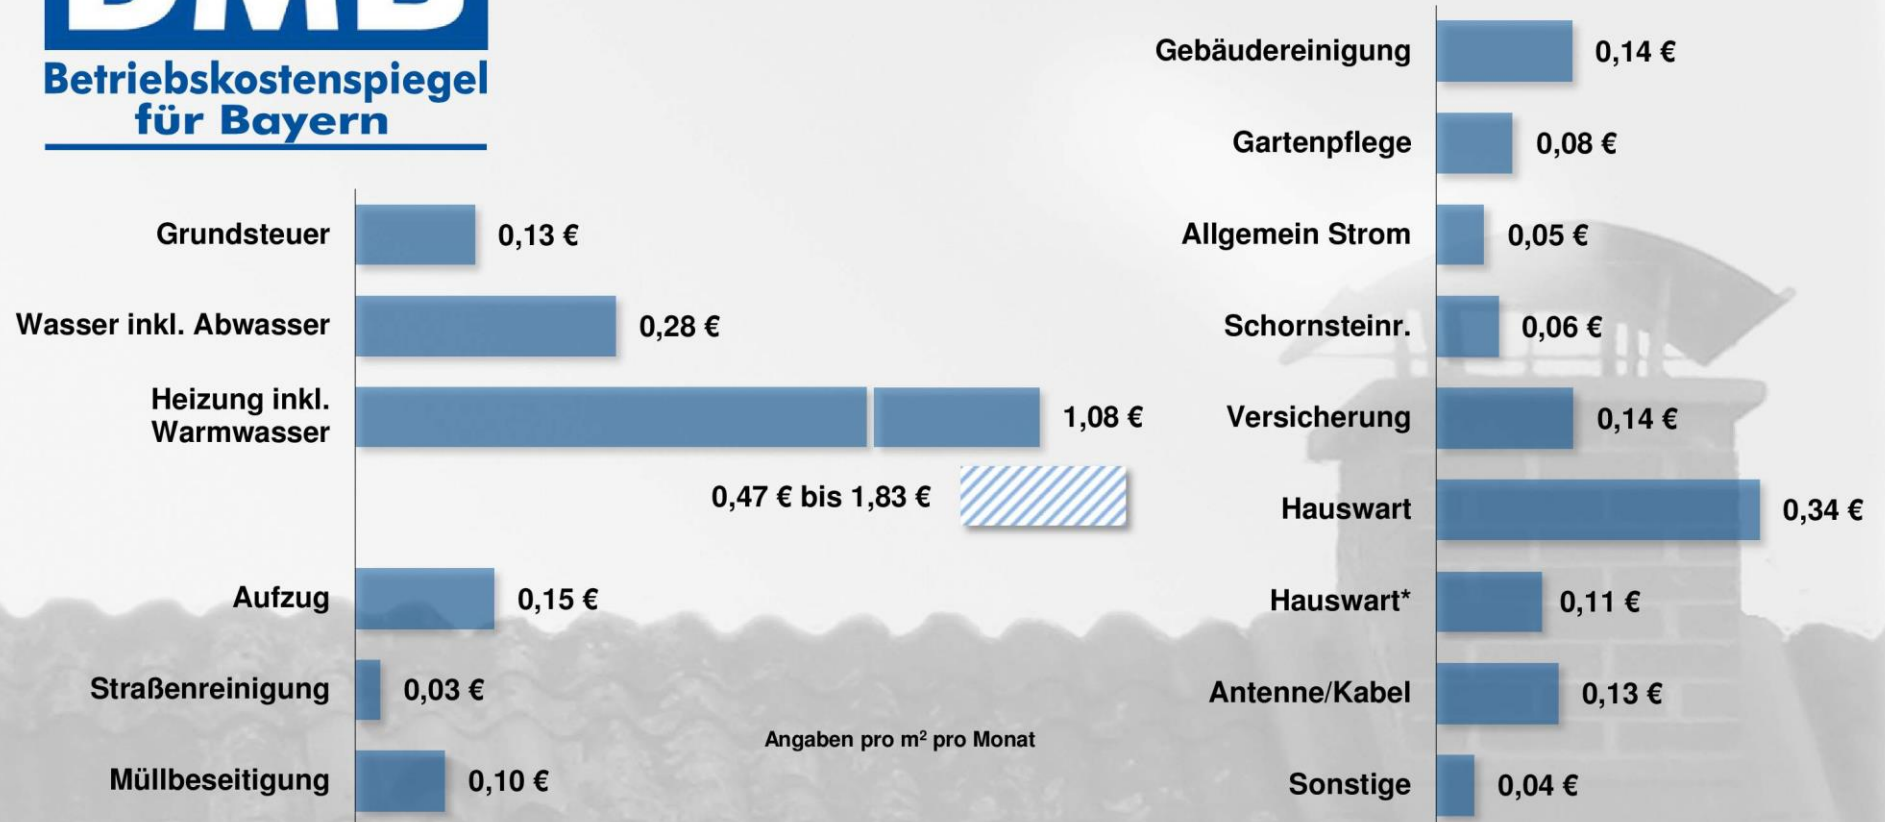 DMB
Betriebskostenspiegel
für Bayern
Grundsteuer 0,13 €
Wasser inkl. Abwasser 0,28 €
Heizung inkl.
Warmwasser 1,08 €
0,47 € bis 1,83 €
Aufzug 0,15 €
Straßenreinigung 0,03 €
Müllbeseitigung 0,10 €
Angaben pro m² pro Monat
Gebäudereinigung 0,14 €
Gartenpflege 0,08 €
Allgemein Strom 0,05 €
Schornsteinr. 0,06 €
Versicherung 0,14 €
Hauswart 0,34 €
Hauswart* 0,11 €
Antenne/Kabel 0,13 €
Sonstige 0,04 €